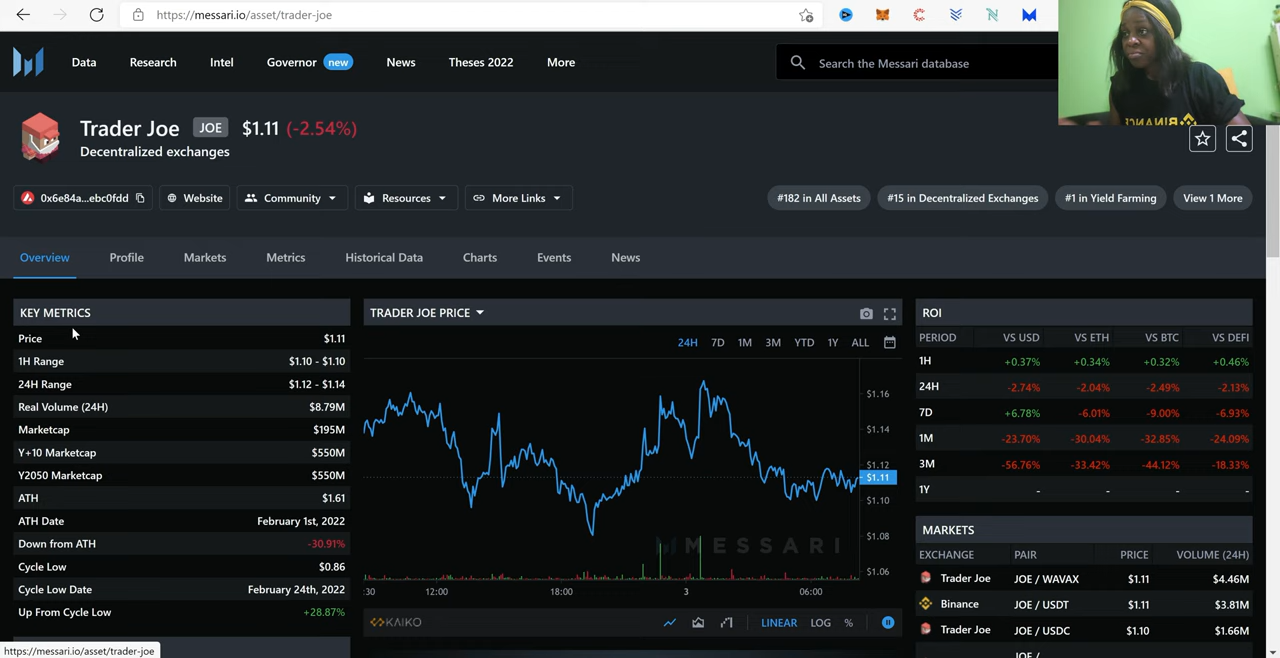 https://messari.io/asset/trader-joe
Data Research Intel Governor new News Theses 2022 More
Search the Messari database
BINANCE
Trader Joe JOE $1.11 (-2.54%)
Decentralized exchanges
0x6e84a...ebc0fdd Website Community Resources More Links #182 in All Assets #15 in Decentralized Exchanges #1 in Yield Farming View 1 More
Overview Profile Markets Metrics Historical Data Charts Events News
KEY METRICS
Price $1.11
1H Range $1.10 - $1.10
24H Range $1.12 - $1.14
Real Volume (24H) $8.79M
Marketcap $195M
Y+10 Marketcap $550M
Y2050 Marketcap $550M
ATH $1.61
ATH Date February 1st, 2022
Down from ATH -30.91%
Cycle Low $0.86
Cycle Low Date February 24th, 2022
Up From Cycle Low +28.87%
https://messari.io/asset/trader-joe
TRADER JOE PRICE
24H 7D 1M 3M YTD 1Y ALL
$1.16
$1.14
$1.12
$1.11
$1.10
$1.08
$1.06
MESSARI
:30 12:00 18:00 3 06:00
KAIKO LINEAR LOG %
ROI
PERIOD VS USD VS ETH VS BTC VS DEFI
1H +0.37% +0.34% +0.32% +0.46%
24H -2.74% -2.04% -2.49% -2.13%
7D +6.78% -6.01% -9.00% -6.93%
1M -23.70% -30.04% -32.85% -24.09%
3M -56.76% -33.42% -44.12% -18.33%
1Y - - - -
MARKETS
EXCHANGE PAIR PRICE VOLUME (24H)
Trader Joe JOE / WAVAX $1.11 $4.46M
Binance JOE / USDT $1.11 $3.81M
Trader Joe JOE / USDC $1.10 $1.66M
JOE /